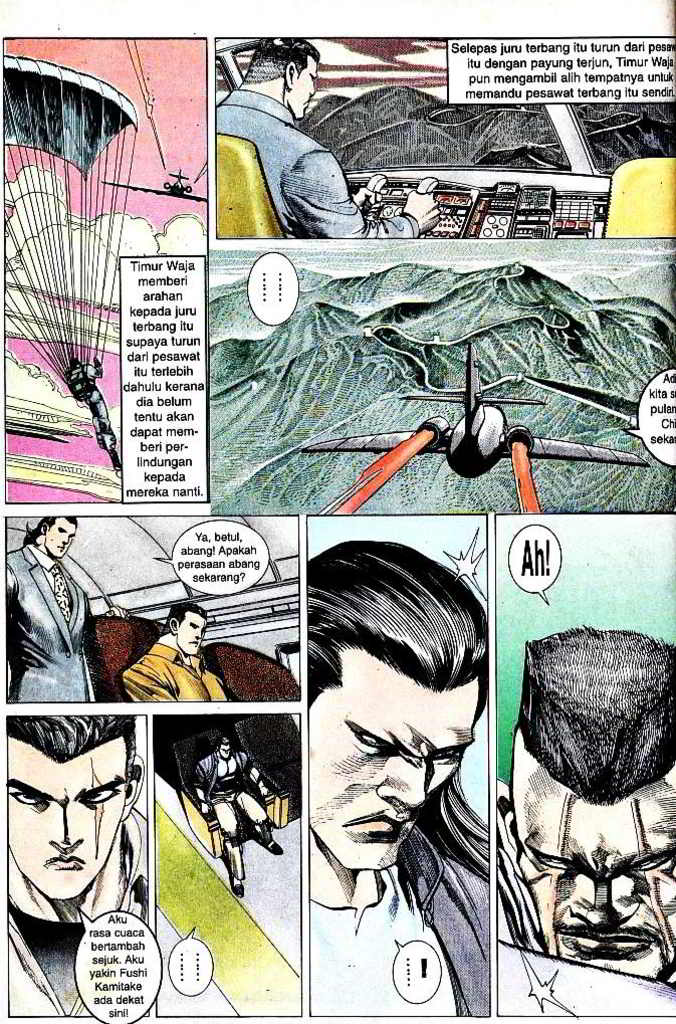 Selepas juru terbang itu turun dari
itu dengan payung terjun, Timur Waja
pun mengambil alih tempatnya untuk
memandu pesawat terbang itu sendiri.
Timur Waja
memberi
arahan
kepada juru
terbang itu
supaya turun
dari pesawat
itu terlebih
dahulu kerana
dia belum
tentu akan
dapat mem-
beri per-
lindungan
kepada
mereka nanti.
kita
Ya, betul,
abang! Apakah
perasaan abang
sekarang?
!
Ah!
Aku
rasa cuaca
bertambah
sejuk. Aku
yakin Fushi
Kamitake
ada dekat
sini!